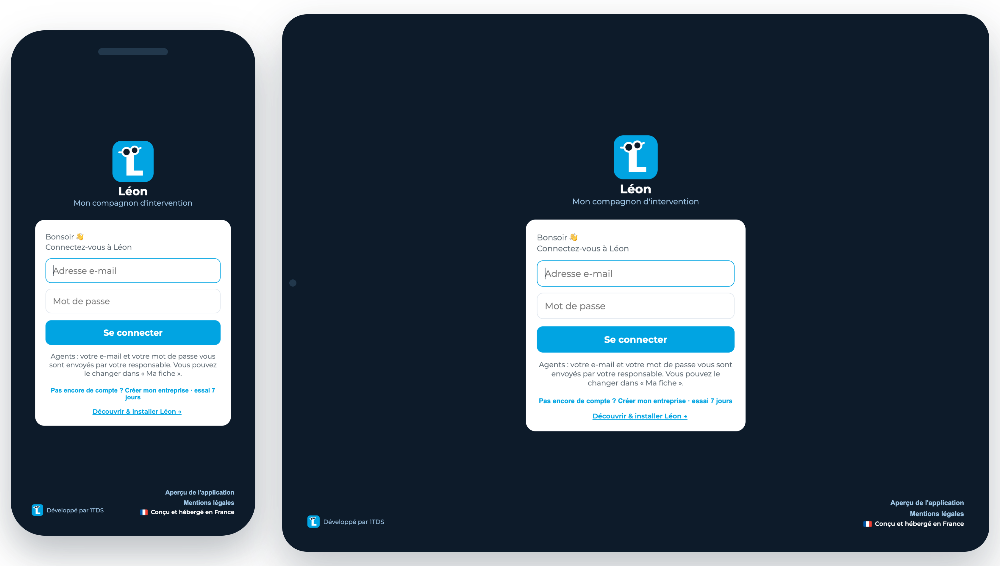 L
Léon
Mon compagnon d'intervention
Bonsoir 👋
Connectez-vous à Léon
Adresse e-mail
Mot de passe
Se connecter
Agents : votre e-mail et votre mot de passe vous
sont envoyés par votre responsable. Vous pouvez
le changer dans « Ma fiche ».
Pas encore de compte ? Créer mon entreprise · essai 7
jours
Découvrir & installer Léon →
Aperçu de l'application
Mentions légales
L Développé par 1TDS
🇫🇷 Conçu et hébergé en France
L
Léon
Mon compagnon d'intervention
Bonsoir 👋
Connectez-vous à Léon
Adresse e-mail
Mot de passe
Se connecter
Agents : votre e-mail et votre mot de passe vous sont
envoyés par votre responsable. Vous pouvez le
changer dans « Ma fiche ».
Pas encore de compte ? Créer mon entreprise · essai 7 jours
Découvrir & installer Léon →
Aperçu de l'application
Mentions légales
L Développé par 1TDS
🇫🇷 Conçu et hébergé en France